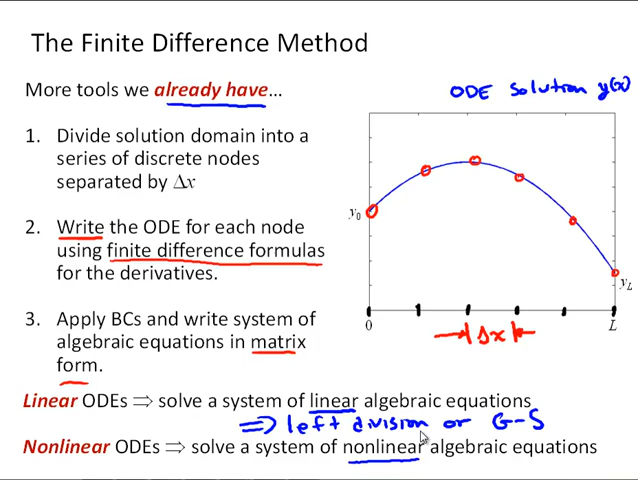 The Finite Difference Method
More tools we already have...
ODE solution y(x)
1. Divide solution domain into a
series of discrete nodes
separated by Δx
2. Write the ODE for each node
using finite difference formulas
for the derivatives.
3. Apply BCs and write system of
algebraic equations in matrix
form.
y₀
y_L
0
L
Δx
Linear ODEs ⟹ solve a system of linear algebraic equations
⟹ left division or G-S
Nonlinear ODEs ⟹ solve a system of nonlinear algebraic equations